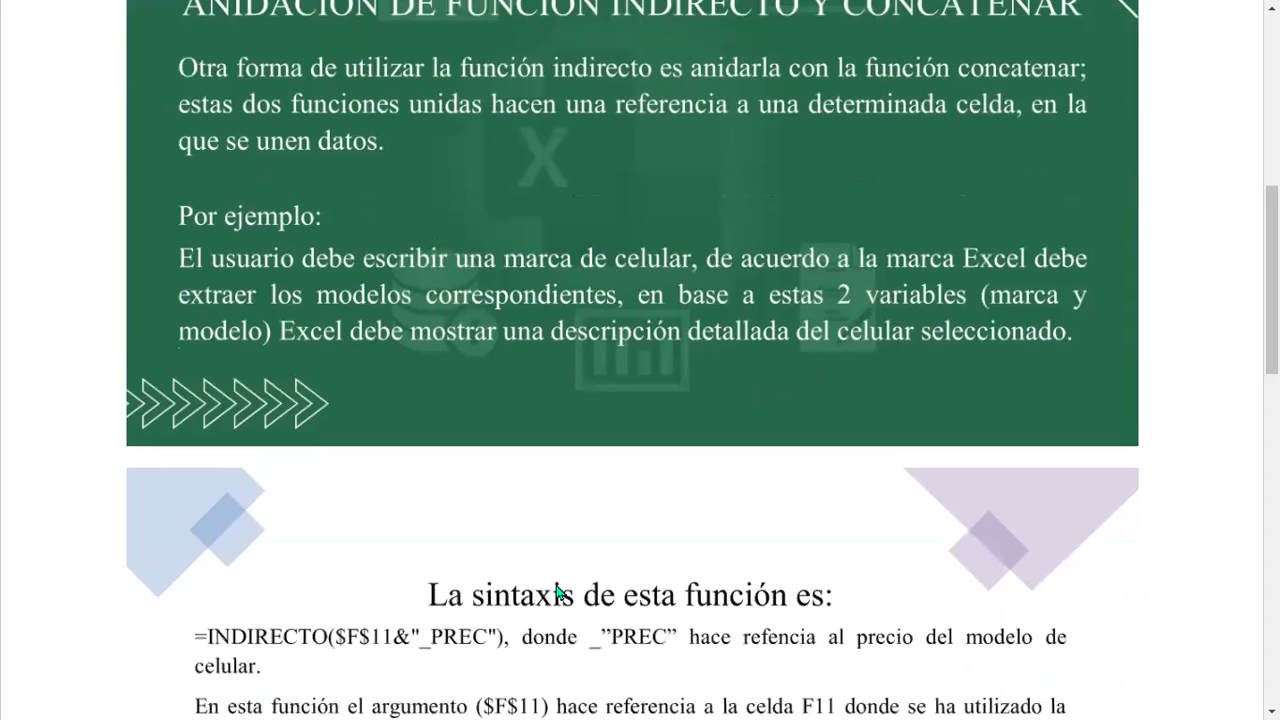 ANIDACIÓN DE FUNCIÓN INDIRECTO Y CONCATENAR
Otra forma de utilizar la función indirecto es anidarla con la función concatenar;
estas dos funciones unidas hacen una referencia a una determinada celda, en la
que se unen datos.
Por ejemplo:
El usuario debe escribir una marca de celular, de acuerdo a la marca Excel debe
extraer los modelos correspondientes, en base a estas 2 variables (marca y
modelo) Excel debe mostrar una descripción detallada del celular seleccionado.
La sintaxis de esta función es:
=INDIRECTO($F$11&"_PREC"), donde _”PREC” hace refencia al precio del modelo de
celular.
En esta función el argumento ($F$11) hace referencia a la celda F11 donde se ha utilizado la